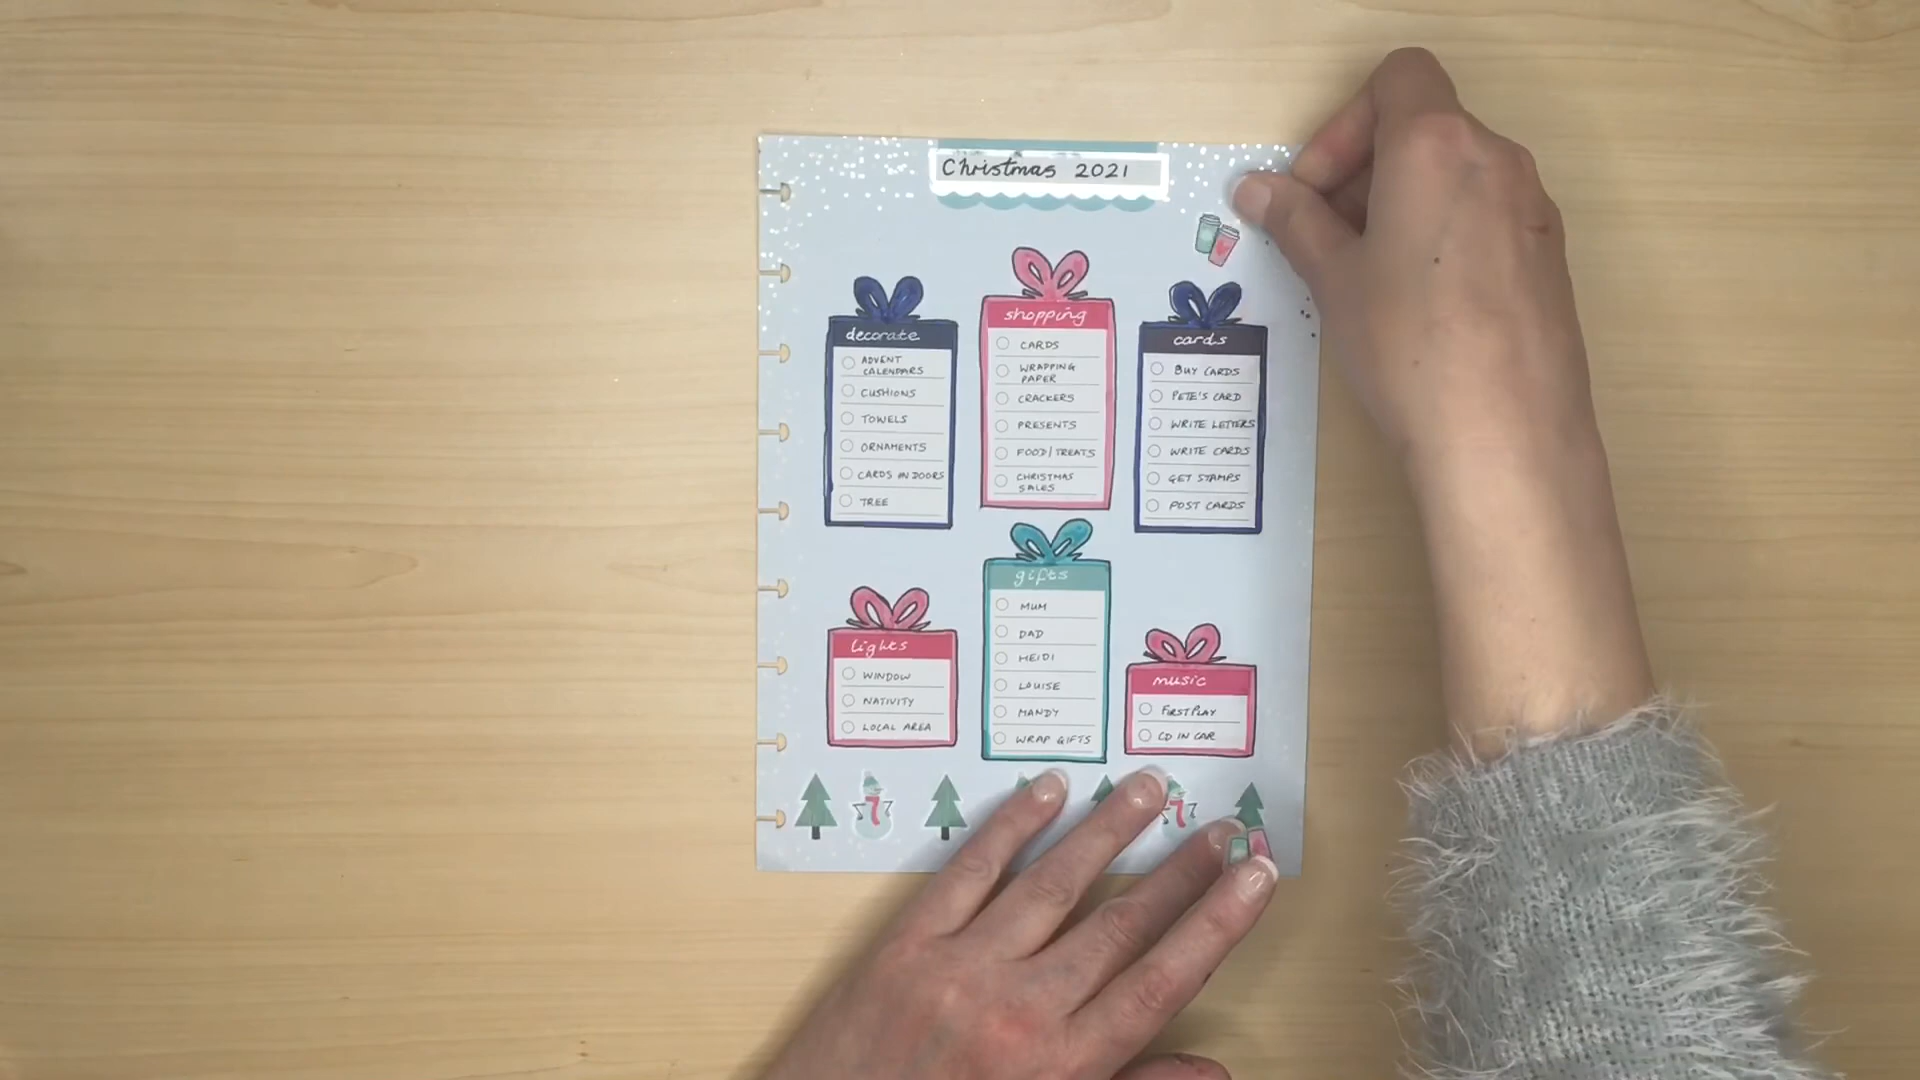 Christmas 2021
decorate
ADVENT
CALENDARS
CUSHIONS
TOWELS
ORNAMENTS
CARDS ON DOORS
TREE
shopping
CARDS
WRAPPING
PAPER
CRACKERS
PRESENTS
FOOD/TREATS
CHRISTMAS
SALES
cards
BUY CARDS
PETE'S CARD
WRITE LETTERS
WRITE CARDS
GET STAMPS
POST CARDS
lights
WINDOW
NATIVITY
LOCAL AREA
gifts
MUM
DAD
HEIDI
LOUISE
MANDY
WRAP GIFTS
music
FIRST PLAY
CD IN CAR